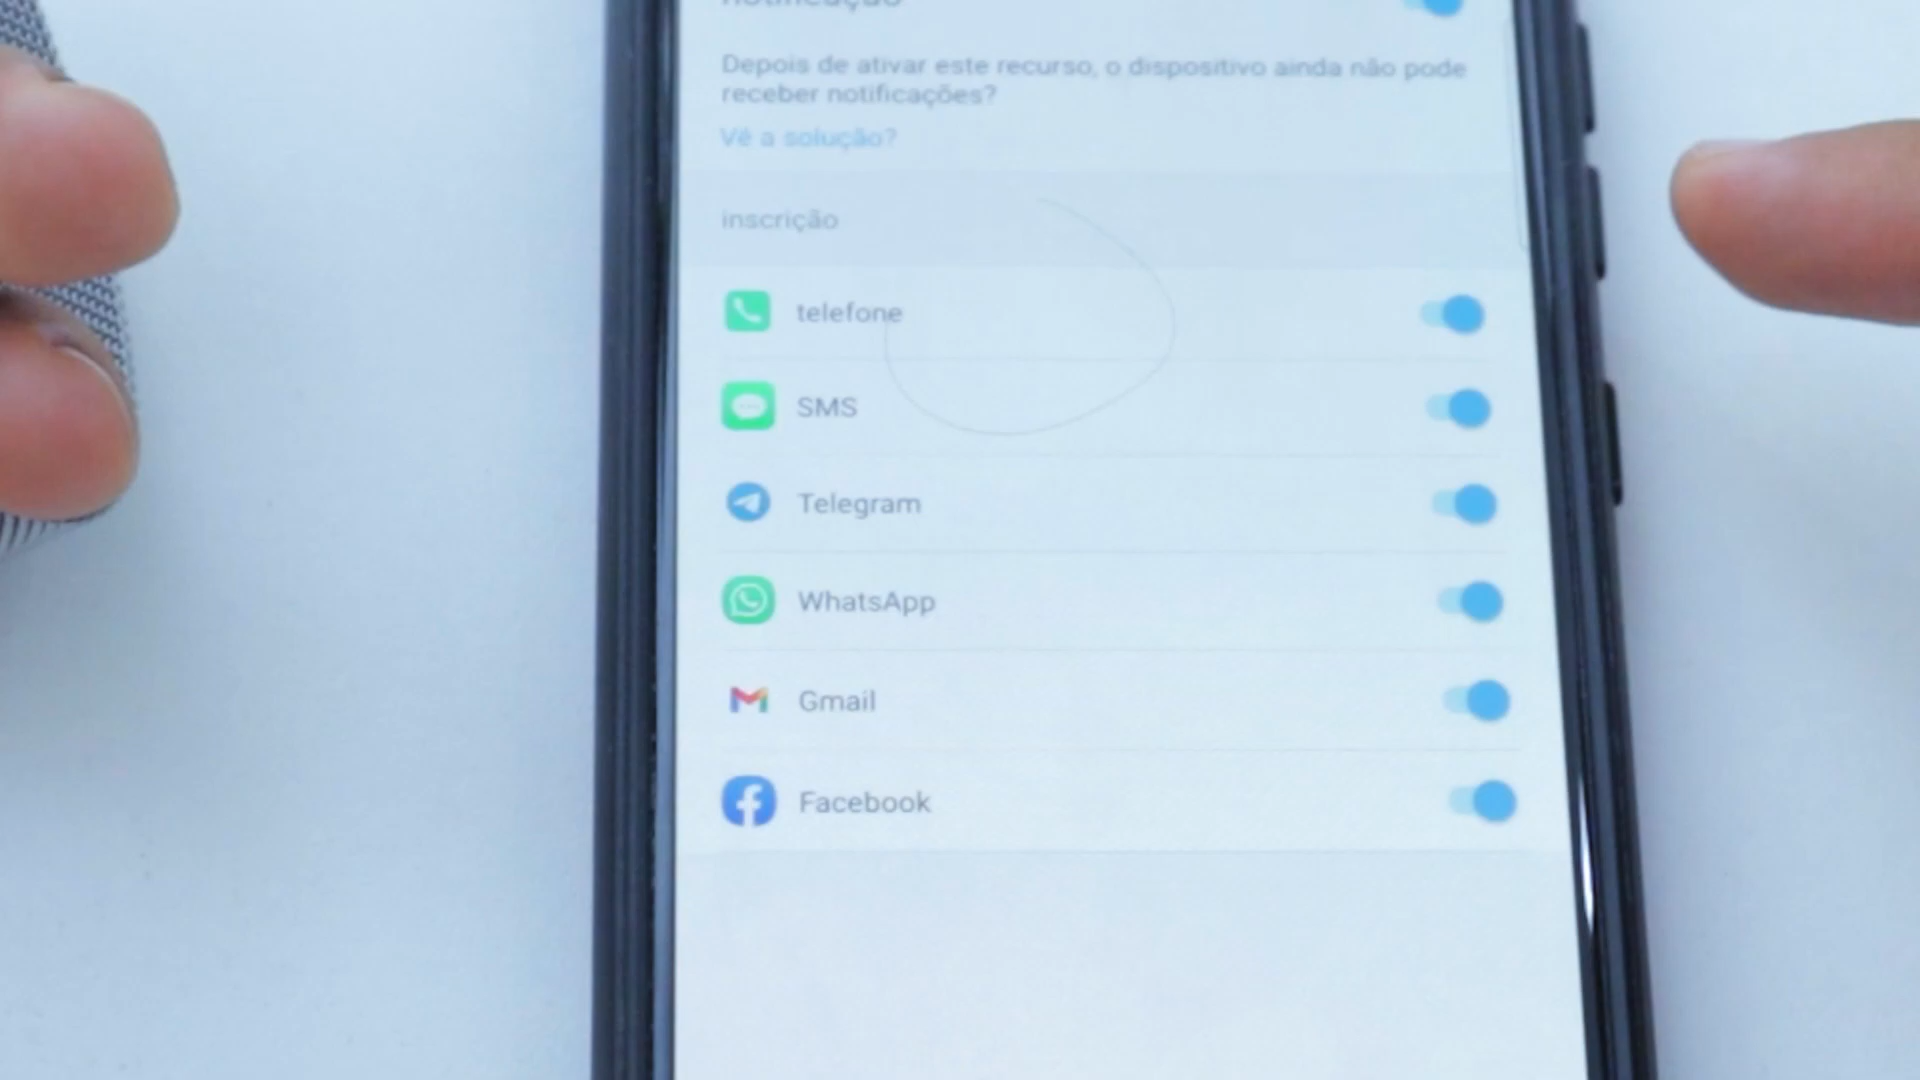 notificação
Depois de ativar este recurso, o dispositivo ainda não pode
receber notificações?
Vê a solução?
inscrição
telefone
SMS
Telegram
WhatsApp
Gmail
Facebook